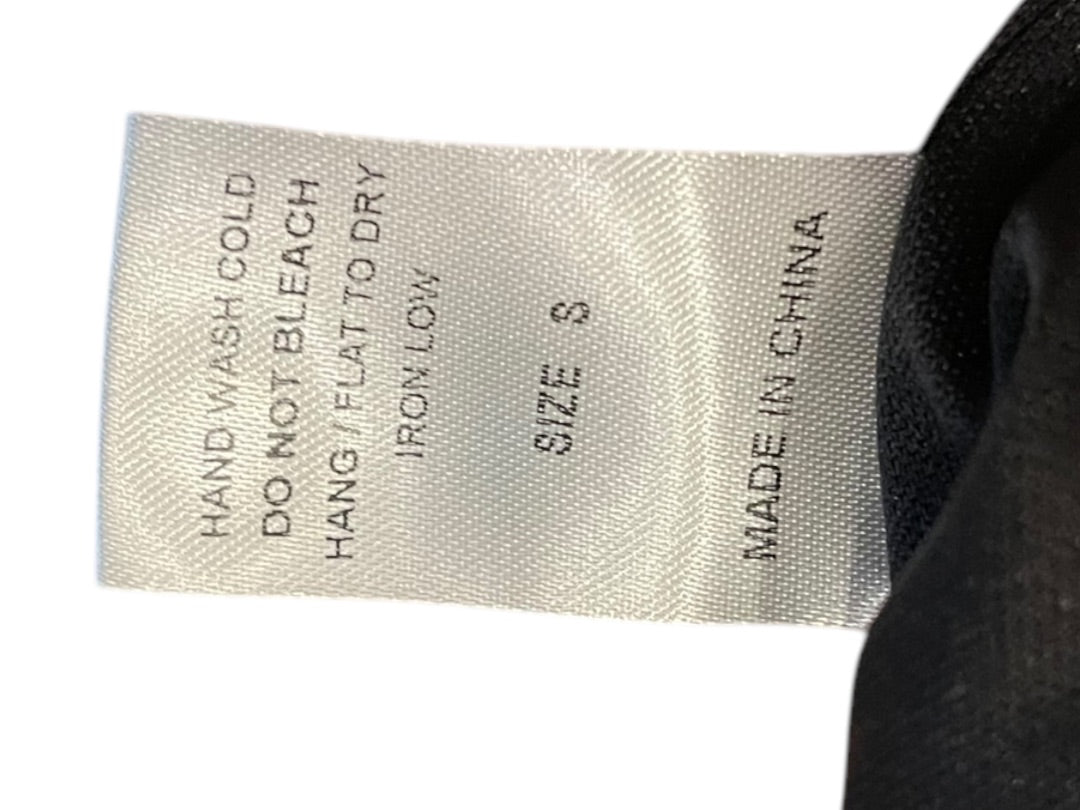 HAND WASH COLD
DO NOT BLEACH
HANG / FLAT TO DRY
IRON LOW
SIZE S
MADE IN CHINA